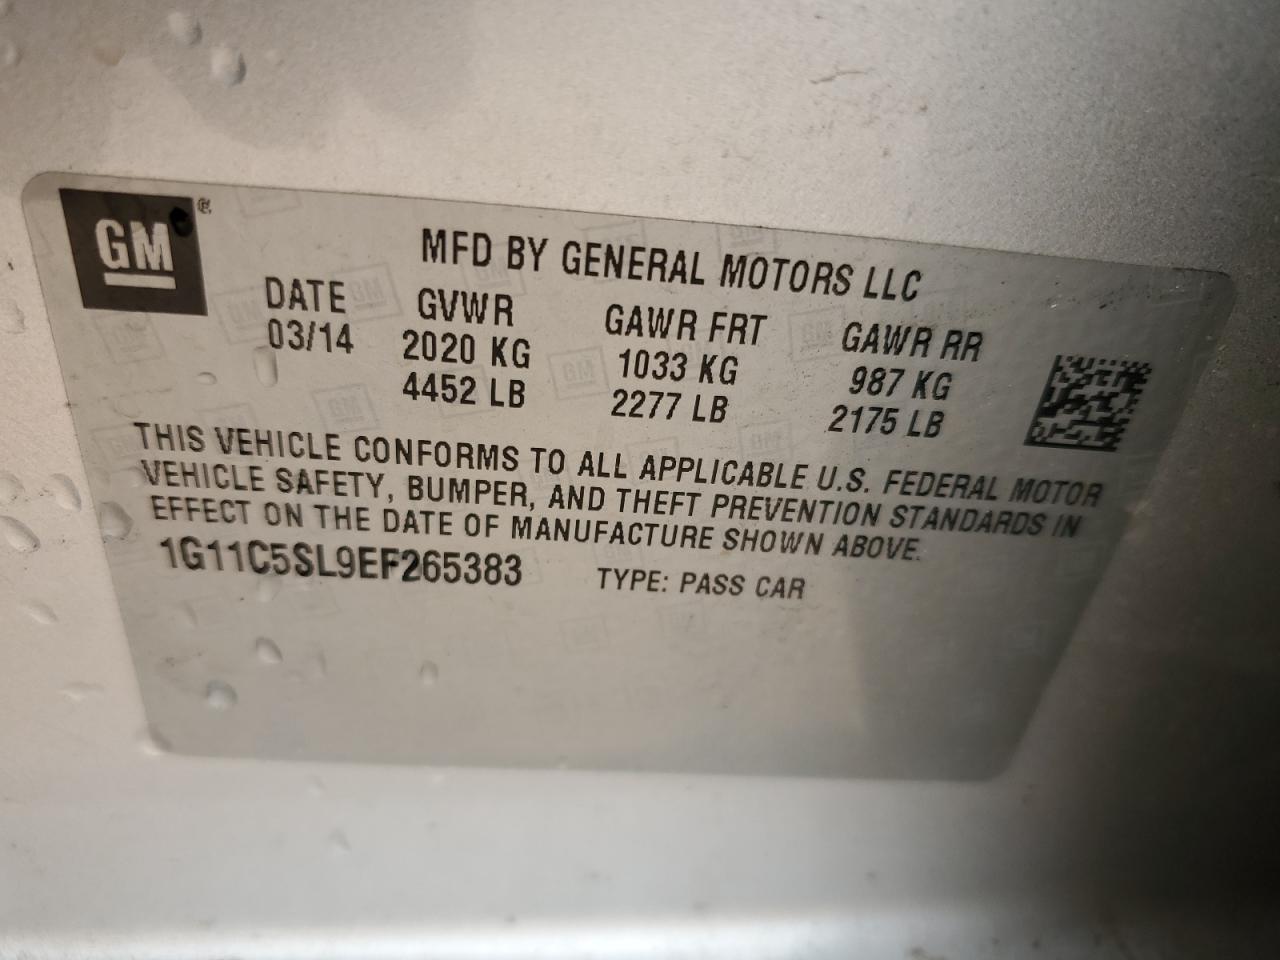 GM®
MFD BY GENERAL MOTORS LLC
DATE GVWR GAWR FRT GAWR RR
03/14 2020 KG 1033 KG 987 KG
4452 LB 2277 LB 2175 LB
THIS VEHICLE CONFORMS TO ALL APPLICABLE U.S. FEDERAL MOTOR
VEHICLE SAFETY, BUMPER, AND THEFT PREVENTION STANDARDS IN
EFFECT ON THE DATE OF MANUFACTURE SHOWN ABOVE.
1G11C5SL9EF265383 TYPE: PASS CAR